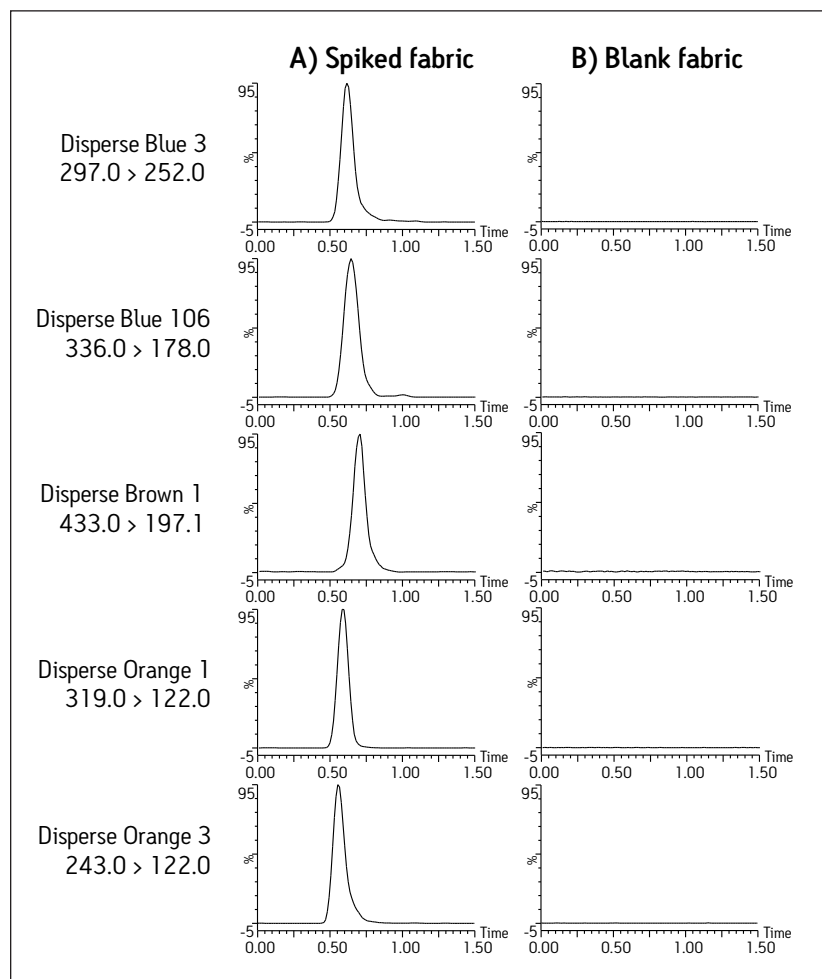 A) Spiked fabric B) Blank fabric
Disperse Blue 3
297.0 > 252.0
95
%
-5
0.00 0.50 1.00 1.50
Time
95
%
-5
0.00 0.50 1.00 1.50
Time
Disperse Blue 106
336.0 > 178.0
95
%
-5
0.00 0.50 1.00 1.50
Time
95
%
-5
0.00 0.50 1.00 1.50
Time
Disperse Brown 1
433.0 > 197.1
95
%
-5
0.00 0.50 1.00 1.50
Time
95
%
-5
0.00 0.50 1.00 1.50
Time
Disperse Orange 1
319.0 > 122.0
95
%
-5
0.00 0.50 1.00 1.50
Time
95
%
-5
0.00 0.50 1.00 1.50
Time
Disperse Orange 3
243.0 > 122.0
95
%
-5
0.00 0.50 1.00 1.50
Time
95
%
-5
0.00 0.50 1.00 1.50
Time